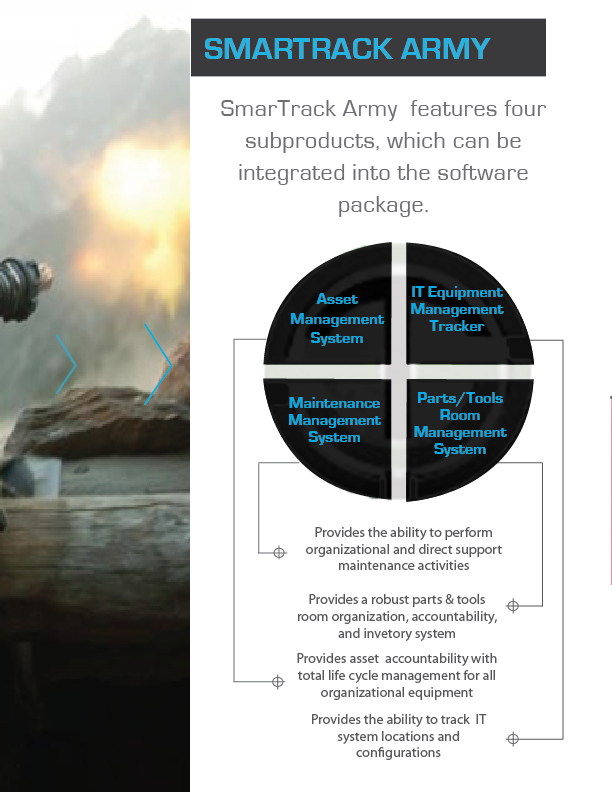 SMARTRACK ARMY
SmarTrack Army features four
subproducts, which can be
integrated into the software
package.
Asset
Management
System
IT Equipment
Management
Tracker
Maintenance
Management
System
Parts/Tools
Room
Management
System
Provides the ability to perform
organizational and direct support
maintenance activities
Provides a robust parts & tools
room organization, accountability,
and invetory system
Provides asset accountability with
total life cycle management for all
organizational equipment
Provides the ability to track IT
system locations and
configurations